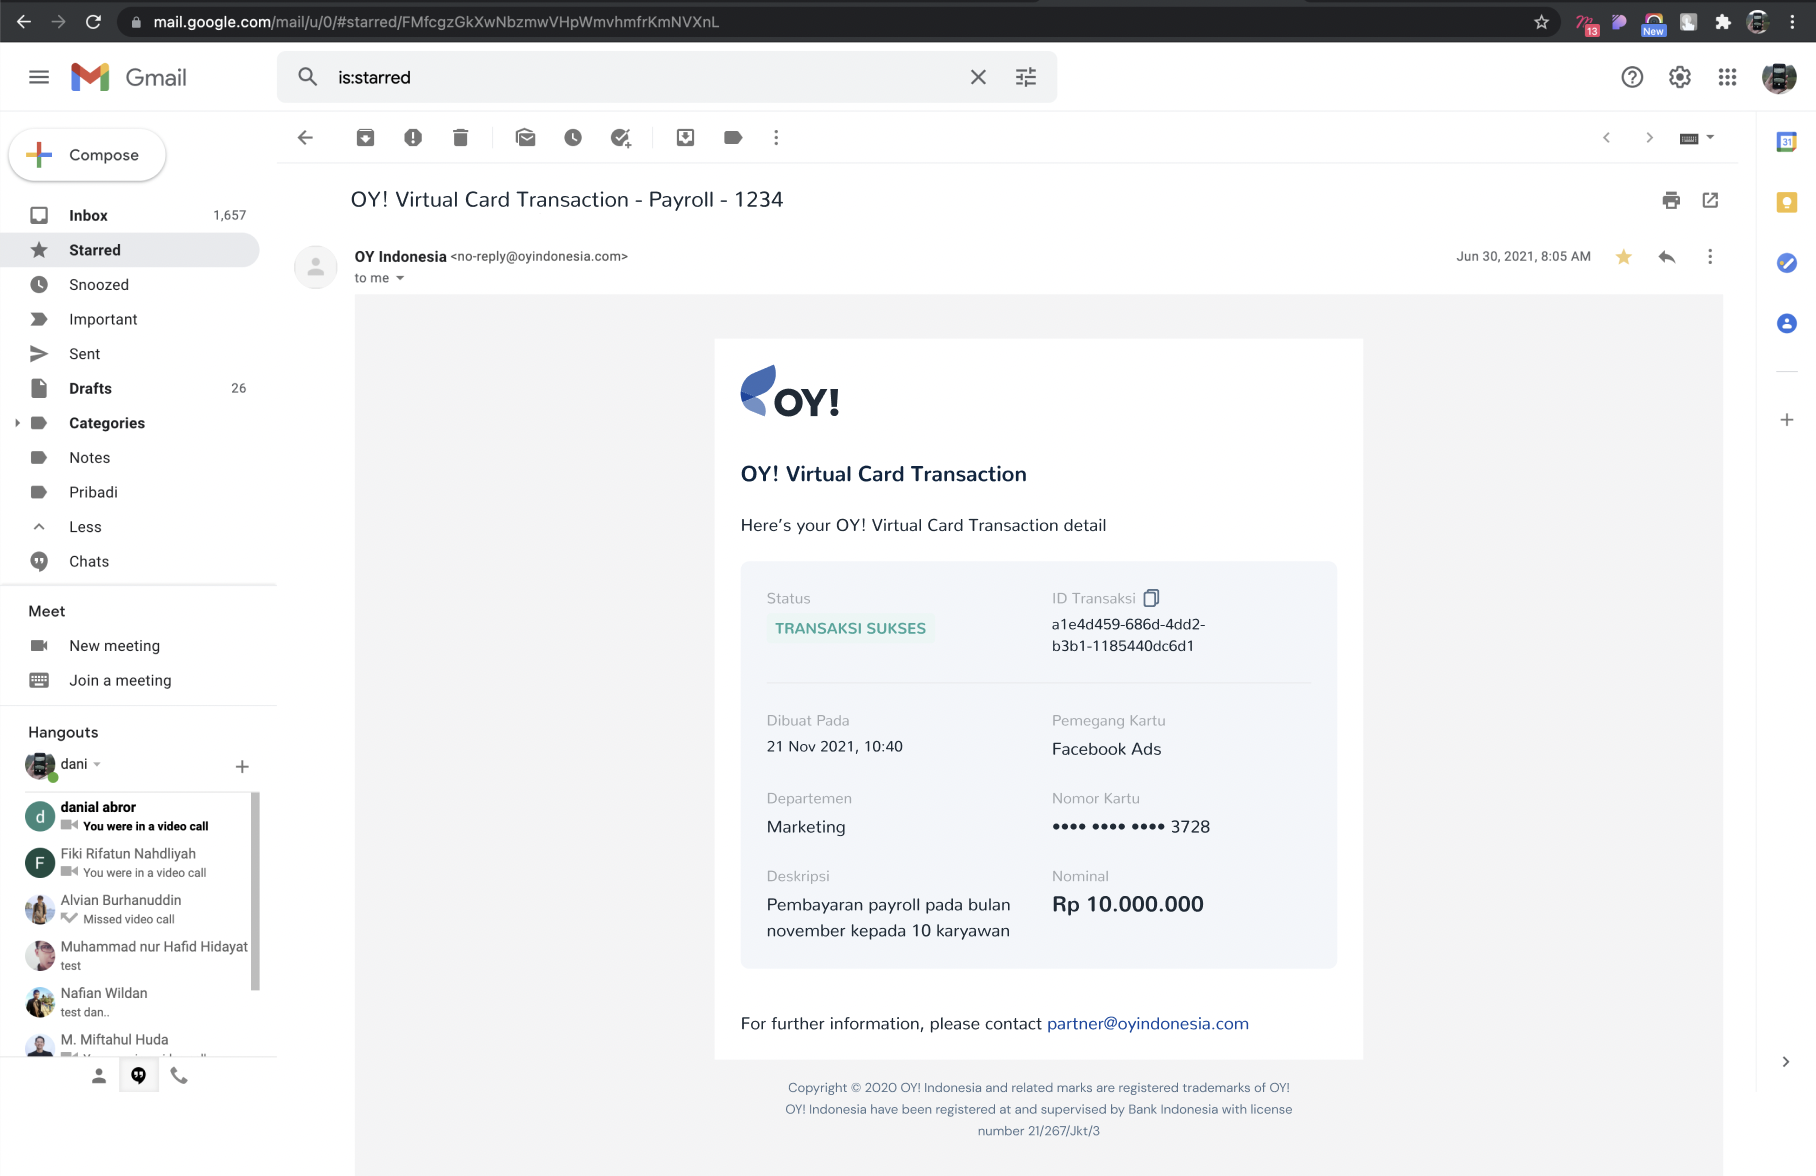 mail.google.com/mail/u/0/#starred/FMfcgzGkXwNbzmwVHpWmvhmfrKmNVXnL
13
New
Gmail
is:starred
Compose
Inbox 1,657
Starred
Snoozed
Important
Sent
Drafts 26
Categories
Notes
Pribadi
Less
Chats
Meet
New meeting
Join a meeting
Hangouts
dani
d
danial abror
You were in a video call
F
Fiki Rifatun Nahdliyah
You were in a video call
Alvian Burhanuddin
Missed video call
Muhammad nur Hafid Hidayat
test
Nafian Wildan
test dan..
M. Miftahul Huda
OY! Virtual Card Transaction - Payroll - 1234
OY Indonesia <no-reply@oyindonesia.com>
Jun 30, 2021, 8:05 AM
to me
OY!
OY! Virtual Card Transaction
Here's your OY! Virtual Card Transaction detail
Status
TRANSAKSI SUKSES
ID Transaksi
a1e4d459-686d-4dd2-
b3b1-1185440dc6d1
Dibuat Pada
21 Nov 2021, 10:40
Pemegang Kartu
Facebook Ads
Departemen
Marketing
Nomor Kartu
•••• •••• •••• 3728
Deskripsi
Pembayaran payroll pada bulan
november kepada 10 karyawan
Nominal
Rp 10.000.000
For further information, please contact partner@oyindonesia.com
Copyright © 2020 OY! Indonesia and related marks are registered trademarks of OY!
OY! Indonesia have been registered at and supervised by Bank Indonesia with license
number 21/267/Jkt/3
31